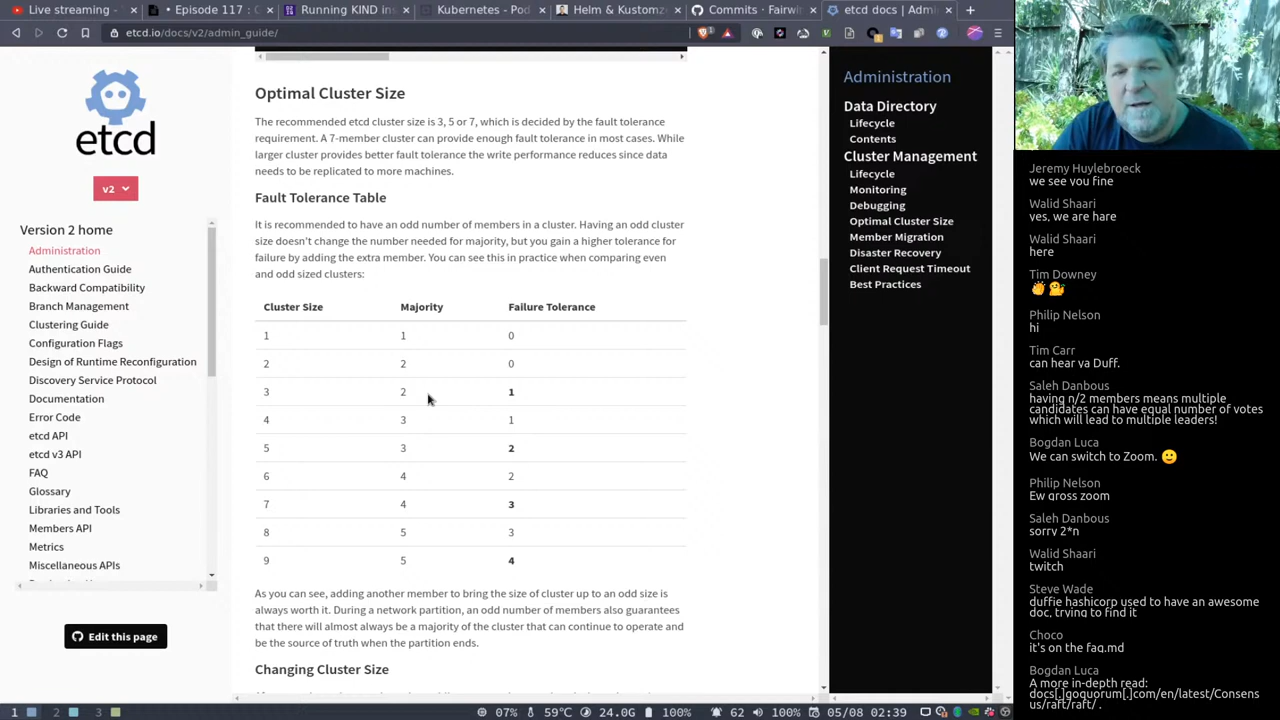 Live streaming -
Episode 117 : G
Running KIND ins
Kubernetes - Pod
Helm & Kustomz
Commits · Fairwi
etcd docs | Admi
etcd.io/docs/v2/admin_guide/
etcd
v2
Version 2 home
Administration
Authentication Guide
Backward Compatibility
Branch Management
Clustering Guide
Configuration Flags
Design of Runtime Reconfiguration
Discovery Service Protocol
Documentation
Error Code
etcd API
etcd v3 API
FAQ
Glossary
Libraries and Tools
Members API
Metrics
Miscellaneous APIs
Edit this page
Optimal Cluster Size
The recommended etcd cluster size is 3, 5 or 7, which is decided by the fault tolerance
requirement. A 7-member cluster can provide enough fault tolerance in most cases. While
larger cluster provides better fault tolerance the write performance reduces since data
needs to be replicated to more machines.
Fault Tolerance Table
It is recommended to have an odd number of members in a cluster. Having an odd cluster
size doesn't change the number needed for majority, but you gain a higher tolerance for
failure by adding the extra member. You can see this in practice when comparing even
and odd sized clusters:
Cluster Size Majority Failure Tolerance
1 1 0
2 2 0
3 2 1
4 3 1
5 3 2
6 4 2
7 4 3
8 5 3
9 5 4
As you can see, adding another member to bring the size of cluster up to an odd size is
always worth it. During a network partition, an odd number of members also guarantees
that there will almost always be a majority of the cluster that can continue to operate and
be the source of truth when the partition ends.
Changing Cluster Size
Administration
Data Directory
Lifecycle
Contents
Cluster Management
Lifecycle
Monitoring
Debugging
Optimal Cluster Size
Member Migration
Disaster Recovery
Client Request Timeout
Best Practices
Jeremy Huylebroeck
we see you fine
Walid Shaari
yes, we are hare
Walid Shaari
here
Tim Downey
Philip Nelson
hi
Tim Carr
can hear ya Duff.
Saleh Danbous
having n/2 members means multiple
candidates can have equal number of votes
which will lead to multiple leaders!
Bogdan Luca
We can switch to Zoom. 🙂
Philip Nelson
Ew gross zoom
Saleh Danbous
sorry 2*n
Walid Shaari
twitch
Steve Wade
duffie hashicorp used to have an awesome
doc, trying to find it
Choco
it's on the faq.md
Bogdan Luca
A more in-depth read:
docs[.]goquorum[.]com/en/latest/Consens
us/raft/raft/ .
1 2 3
07% 59°C 24.0G 100% 62 100% 05/08 02:39